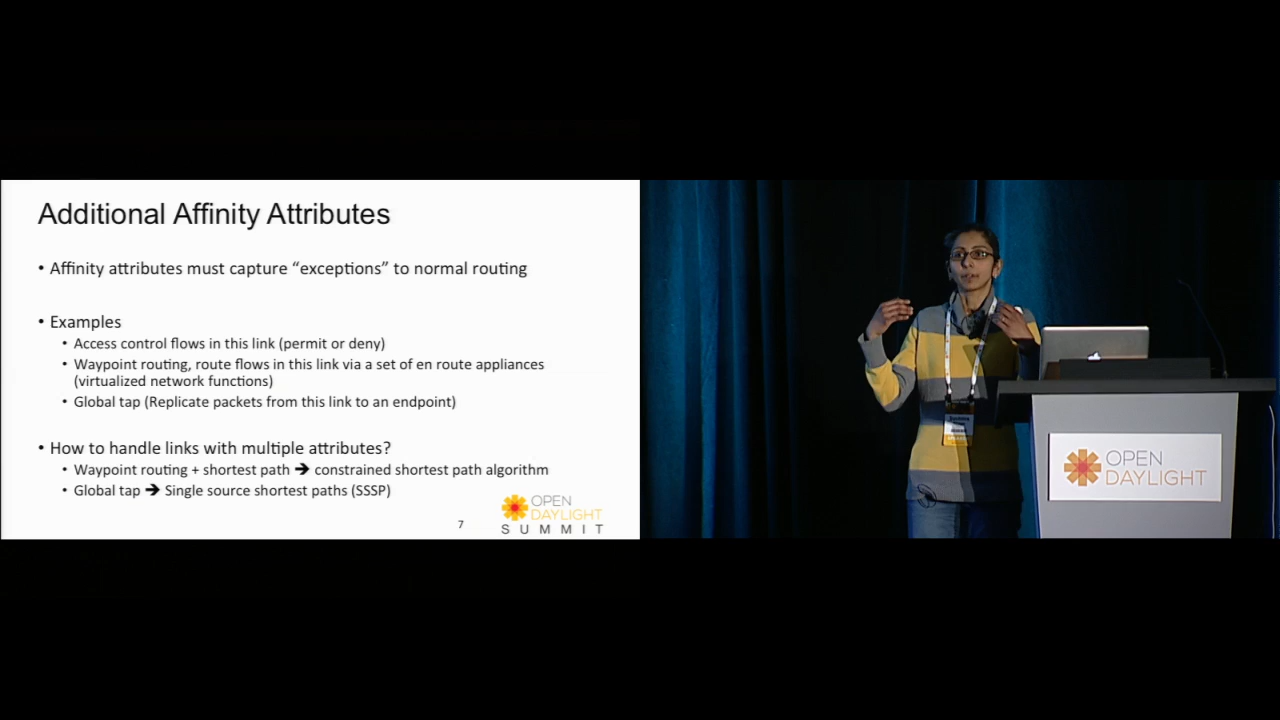 Additional Affinity Attributes
• Affinity attributes must capture “exceptions” to normal routing
• Examples
• Access control flows in this link (permit or deny)
• Waypoint routing, route flows in this link via a set of en route appliances
(virtualized network functions)
• Global tap (Replicate packets from this link to an endpoint)
• How to handle links with multiple attributes?
• Waypoint routing + shortest path ➔ constrained shortest path algorithm
• Global tap ➔ Single source shortest paths (SSSP)
7
OPEN
DAYLIGHT
SUMMIT
OPEN
DAYLIGHT